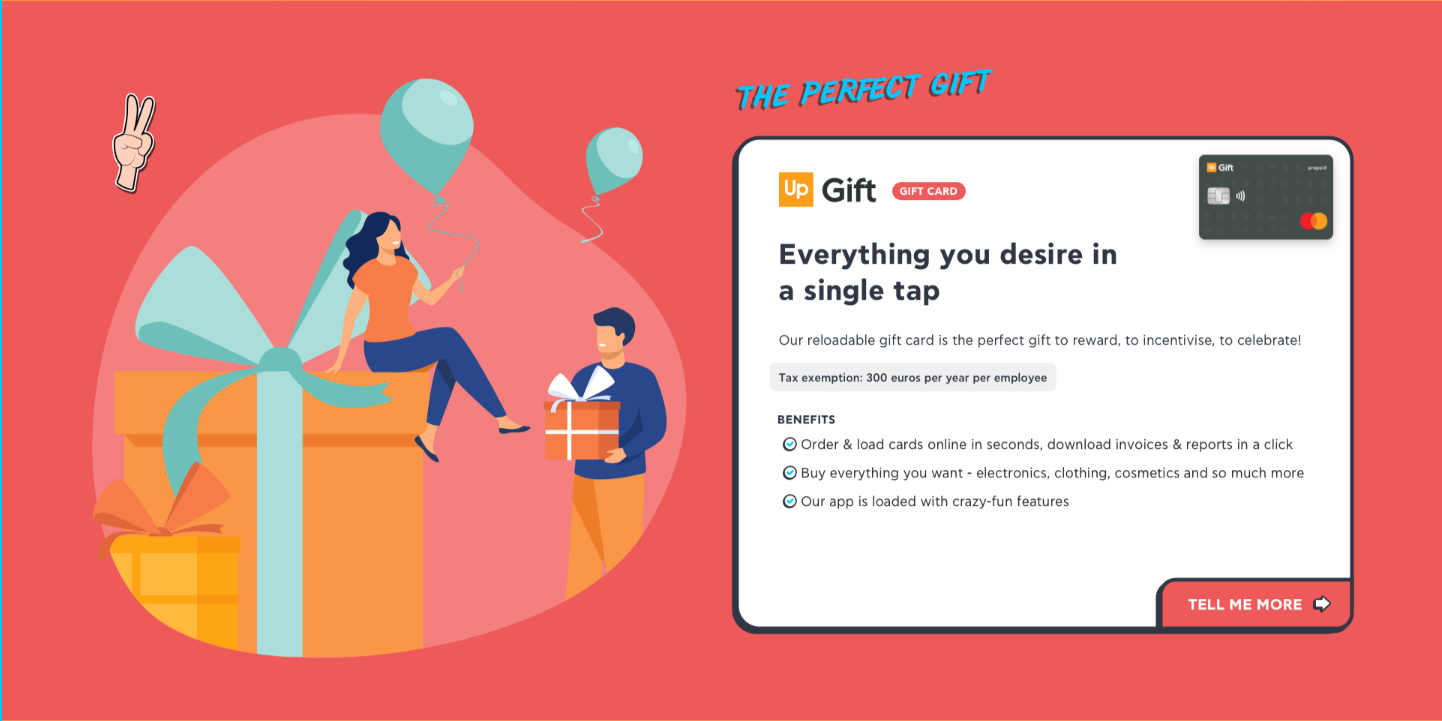 THE PERFECT GIFT
Up Gift GIFT CARD
Up Gift prepaid
Everything you desire in
a single tap
Our reloadable gift card is the perfect gift to reward, to incentivise, to celebrate!
Tax exemption: 300 euros per year per employee
BENEFITS
Order & load cards online in seconds, download invoices & reports in a click
Buy everything you want - electronics, clothing, cosmetics and so much more
Our app is loaded with crazy-fun features
TELL ME MORE